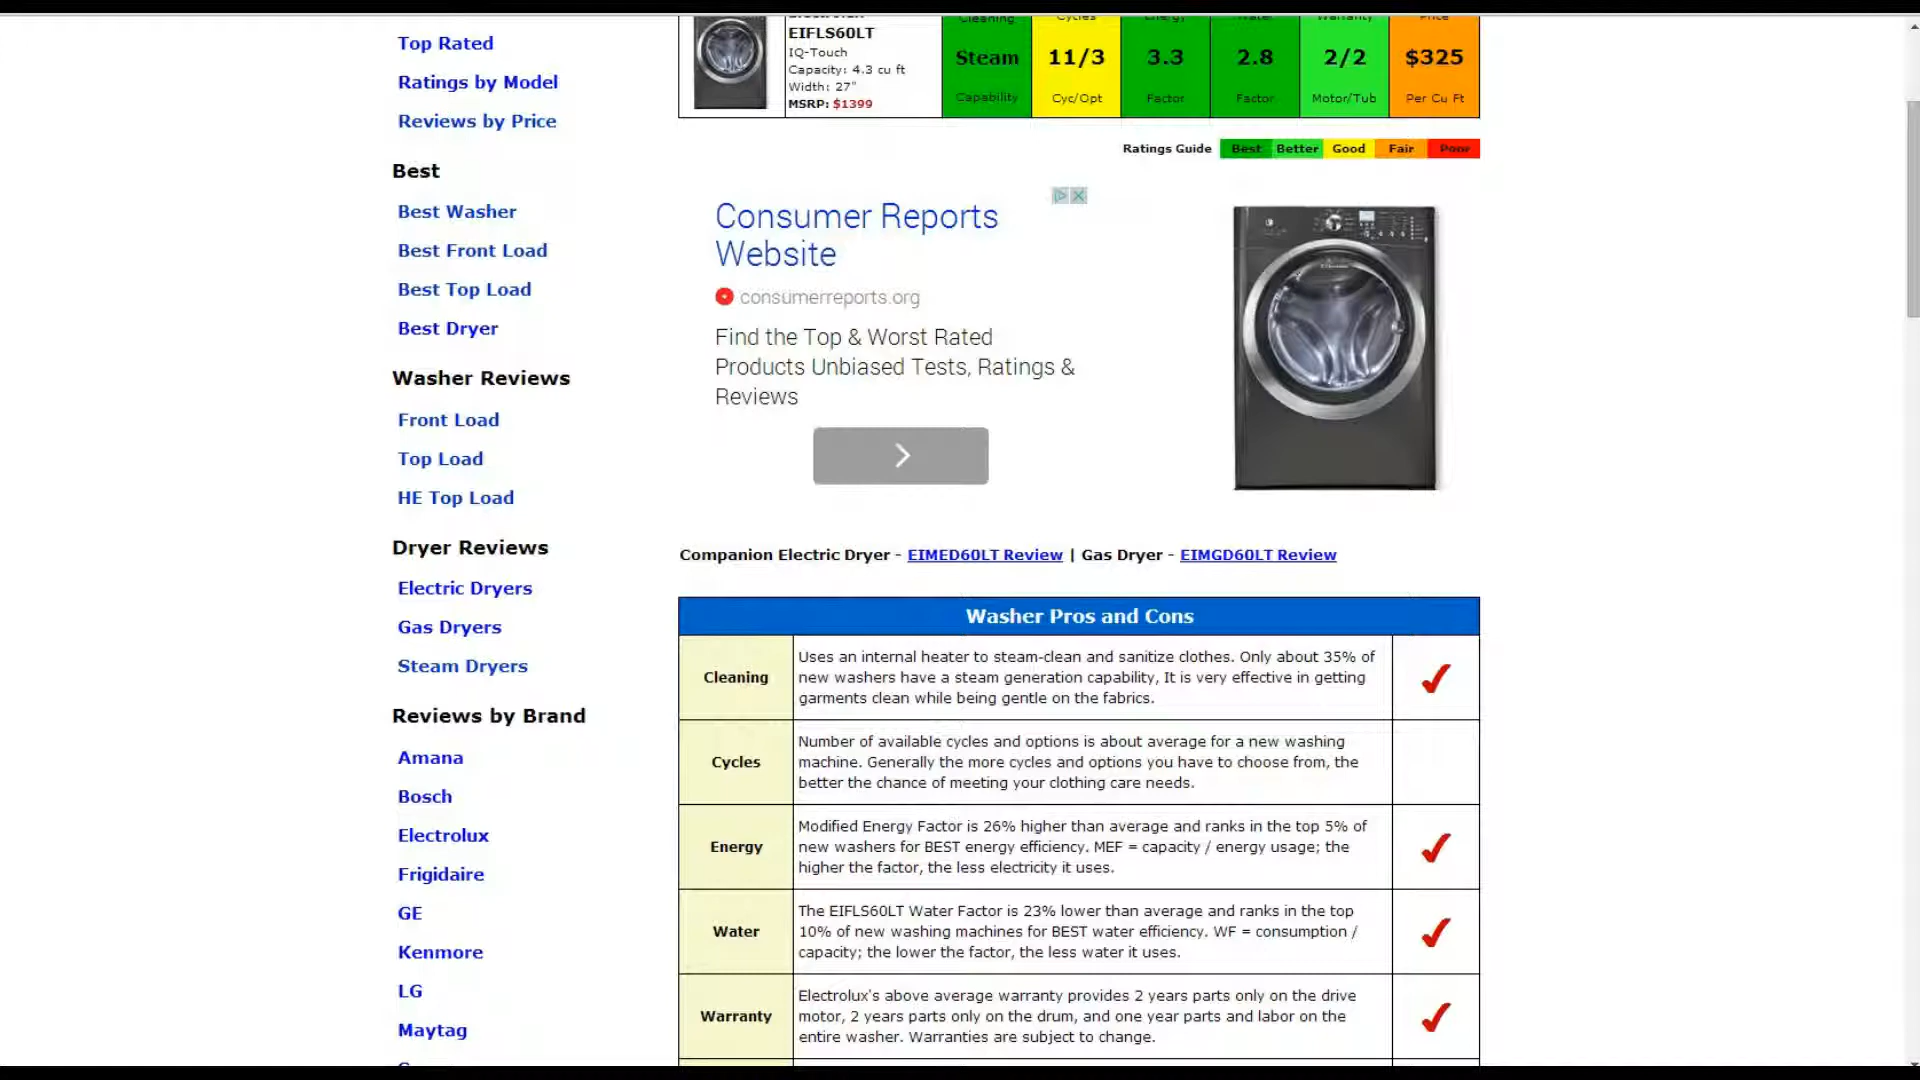 Top Rated
Ratings by Model
Reviews by Price
Best
Best Washer
Best Front Load
Best Top Load
Best Dryer
Washer Reviews
Front Load
Top Load
HE Top Load
Dryer Reviews
Electric Dryers
Gas Dryers
Steam Dryers
Reviews by Brand
Amana
Bosch
Electrolux
Frigidaire
GE
Kenmore
LG
Maytag
EIFLS60LT
IQ-Touch
Capacity: 4.3 cu ft
Width: 27"
MSRP: $1399
Cleaning Cycles Energy Water Warranty Price
Steam 11/3 3.3 2.8 2/2 $325
Capability Cyc/Opt Factor Factor Motor/Tub Per Cu Ft
Ratings Guide Best Better Good Fair Poor
Consumer Reports
Website
consumerreports.org
Find the Top & Worst Rated
Products Unbiased Tests, Ratings &
Reviews
Companion Electric Dryer - EIMED60LT Review | Gas Dryer - EIMGD60LT Review
Washer Pros and Cons
Cleaning
Uses an internal heater to steam-clean and sanitize clothes. Only about 35% of
new washers have a steam generation capability, It is very effective in getting
garments clean while being gentle on the fabrics.
Cycles
Number of available cycles and options is about average for a new washing
machine. Generally the more cycles and options you have to choose from, the
better the chance of meeting your clothing care needs.
Energy
Modified Energy Factor is 26% higher than average and ranks in the top 5% of
new washers for BEST energy efficiency. MEF = capacity / energy usage; the
higher the factor, the less electricity it uses.
Water
The EIFLS60LT Water Factor is 23% lower than average and ranks in the top
10% of new washing machines for BEST water efficiency. WF = consumption /
capacity; the lower the factor, the less water it uses.
Warranty
Electrolux's above average warranty provides 2 years parts only on the drive
motor, 2 years parts only on the drum, and one year parts and labor on the
entire washer. Warranties are subject to change.